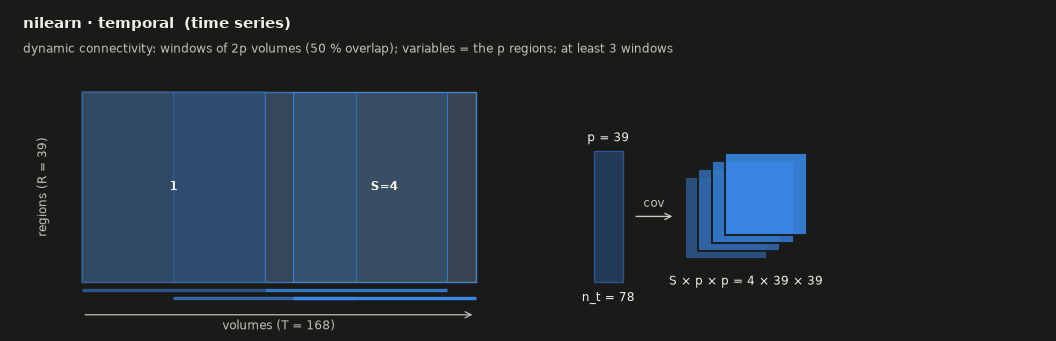 nilearn · temporal  (time series)
dynamic connectivity: windows of 2p volumes (50 % overlap); variables = the p regions; at least 3 windows
regions (R = 39)
1
S=4
volumes (T = 168)
p = 39
n_t = 78
cov
S × p × p = 4 × 39 × 39